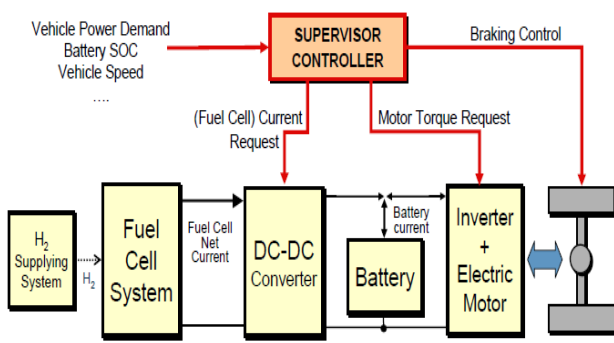 Vehicle Power Demand
Battery SOC
Vehicle Speed
....
SUPERVISOR
CONTROLLER
Braking Control
(Fuel Cell) Current
Request
Motor Torque Request
H2
Supplying
System
H2
Fuel
Cell
System
Fuel Cell
Net
Current
DC-DC
Converter
Battery
current
Battery
Inverter
+
Electric
Motor